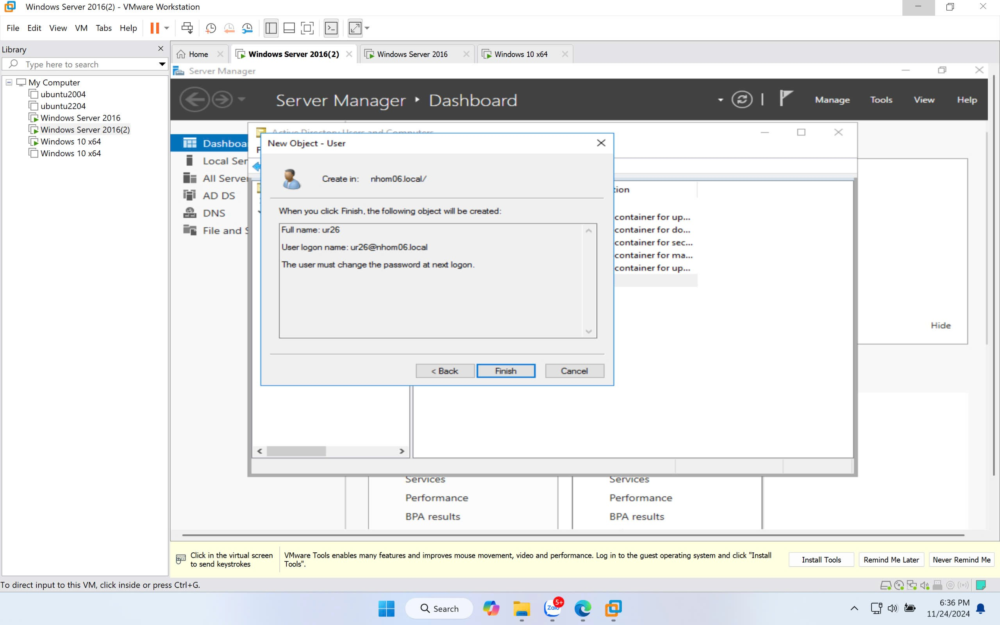 Windows Server 2016(2) - VMware Workstation
File Edit View VM Tabs Help
Library
Type here to search
My Computer
ubuntu2004
ubuntu2204
Windows Server 2016
Windows Server 2016(2)
Windows 10 x64
Windows 10 x64
Home
Windows Server 2016(2)
Windows Server 2016
Windows 10 x64
Server Manager
Server Manager ‣ Dashboard
Manage Tools View Help
Dashboa
Local Ser
All Server
AD DS
DNS
File and S
Active Directory Users and Computers
F
New Object - User
Create in: nhom06.local/
When you click Finish, the following object will be created:
Full name: ur26
User logon name: ur26@nhom06.local
The user must change the password at next logon.
< Back
Finish
Cancel
tion
container for up...
container for do...
container for sec...
container for ma...
container for up...
Hide
Services
Performance
BPA results
Services
Performance
BPA results
Click in the virtual screen
to send keystrokes
VMware Tools enables many features and improves mouse movement, video and performance. Log in to the guest operating system and click "Install
Tools".
Install Tools
Remind Me Later
Never Remind Me
To direct input to this VM, click inside or press Ctrl+G.
Search
Zalo
5+
6:36 PM
11/24/2024